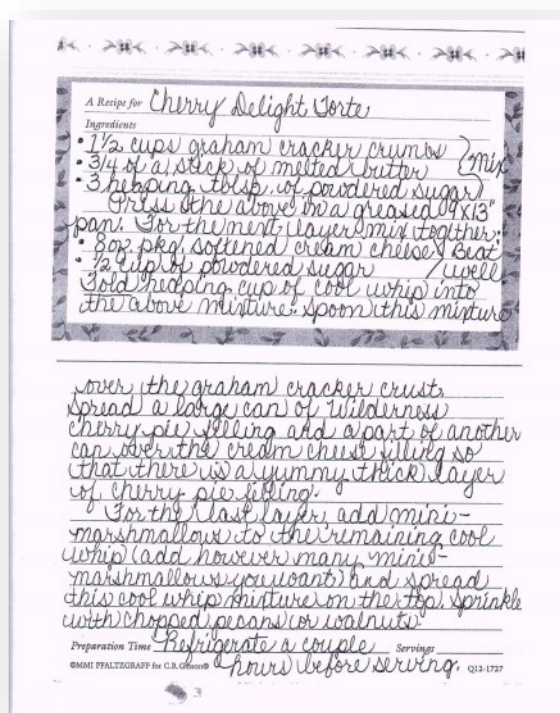 A Recipe for Cherry Delight Torte
Ingredients
• 1 1/2 cups graham cracker crumbs
• 3/4 of a stick of melted butter } mix
• 3 heaping tblsp. of powdered sugar
Press the above in a greased 9X13"
pan. For the next layer mix together:
• 8oz pkg. softened cream cheese } Beat
• 1/2 cup of powdered sugar } well
Fold heaping cup of cool whip into
the above mixture. Spoon this mixture
over the graham cracker crust.
Spread a large can of Wilderness
cherry pie filling and a part of another
can over the cream cheese filling so
that there is a yummy thick layer
of cherry pie filling.
For the last layer, add mini-
marshmallows to the remaining cool
whip (add however many mini-
marshmallows you want) and spread
this cool whip mixture on the top. Sprinkle
with chopped pecans or walnuts.
Preparation Time Refrigerate a couple Servings
hours before serving.
©MMI PFALTZGRAFF for C.R. Gibson® Q12-1727